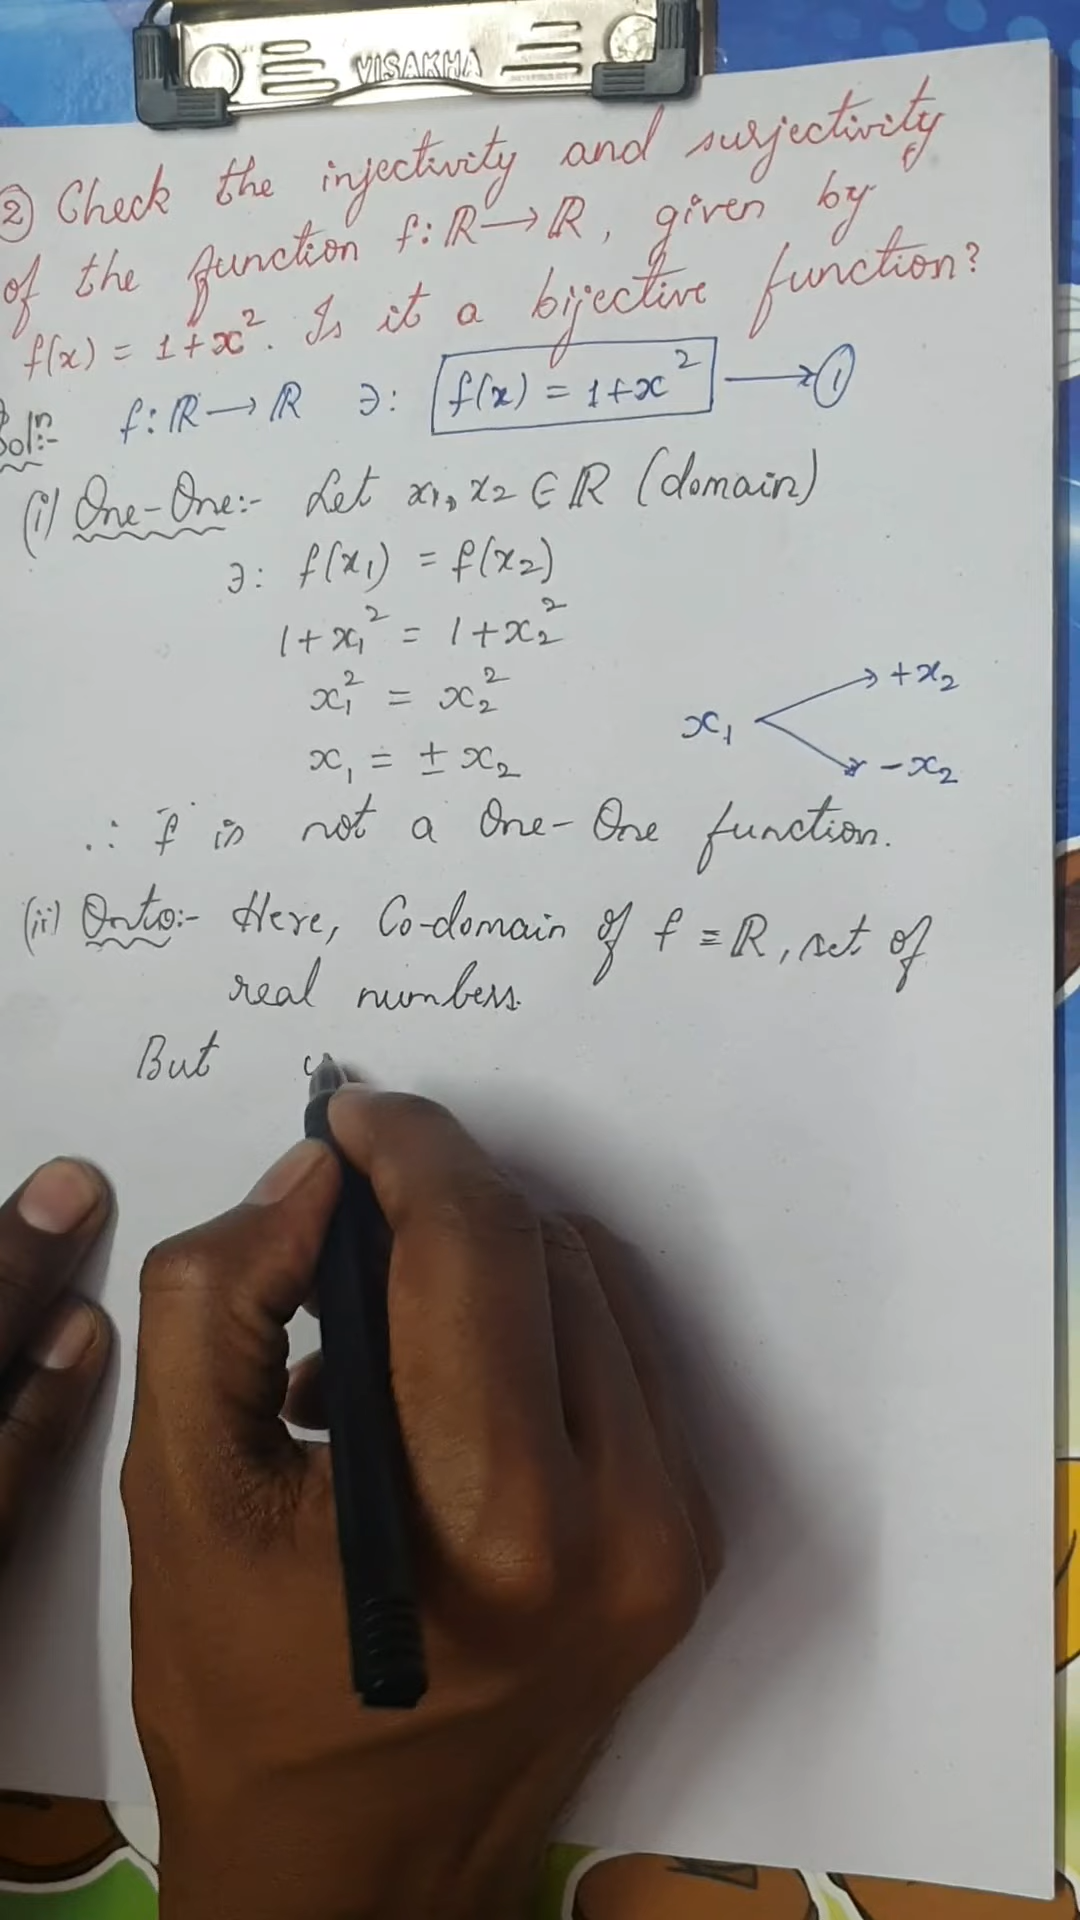 VISAKHA
② Check the injectivity and surjectivity
of the function f: ℝ → ℝ, given by
f(x) = 1+x². Is it a bijective function?
Solⁿ:- f: ℝ → ℝ ∋: f(x) = 1+x² → ①
(i) One-One:- Let x₁, x₂ ∈ ℝ (domain)
∋: f(x₁) = f(x₂)
1+x₁² = 1+x₂²
x₁² = x₂²
x₁ = ± x₂
x₁ → +x₂
→ -x₂
∴ f is not a One-One function.
(ii) Onto:- Here, Co-domain of f = ℝ, set of
real numbers.
But